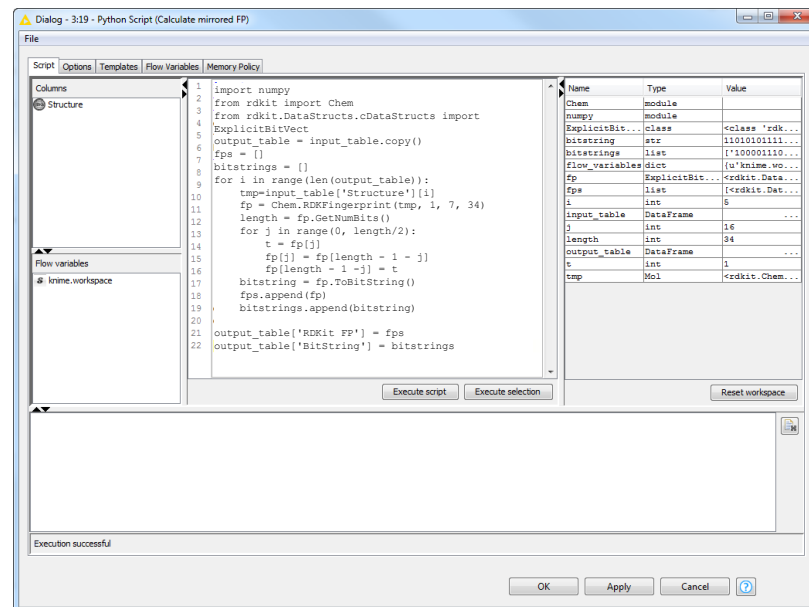 Dialog - 3:19 - Python Script (Calculate mirrored FP)
File
Script Options Templates Flow Variables Memory Policy
Columns
Structure
Flow variables
s knime.workspace
1
2 import numpy
3 from rdkit import Chem
4 from rdkit.DataStructs.cDataStructs import
5 ExplicitBitVect
6 output_table = input_table.copy()
7 fps = []
8 bitstrings = []
9 for i in range(len(output_table)):
10 tmp=input_table['Structure'][i]
11 fp = Chem.RDKFingerprint(tmp, 1, 7, 34)
12 length = fp.GetNumBits()
13 for j in range(0, length/2):
14 t = fp[j]
15 fp[j] = fp[length - 1 - j]
16 fp[length - 1 -j] = t
17 bitstring = fp.ToBitString()
18 fps.append(fp)
19 bitstrings.append(bitstring)
20
21 output_table['RDKit FP'] = fps
22 output_table['BitString'] = bitstrings
Execute script Execute selection
Name Type Value
Chem module
numpy module
ExplicitBit... class <class 'rdk...
bitstring str 11010101111...
bitstrings list ['100001110...
flow_variables dict {u'knime.wo...
fp ExplicitBit... <rdkit.Data...
fps list [<rdkit.Dat...
i int 5
input_table DataFrame ...
j int 16
length int 34
output_table DataFrame ...
t int 1
tmp Mol <rdkit.Chem...
Reset workspace
Execution successful
OK Apply Cancel ?